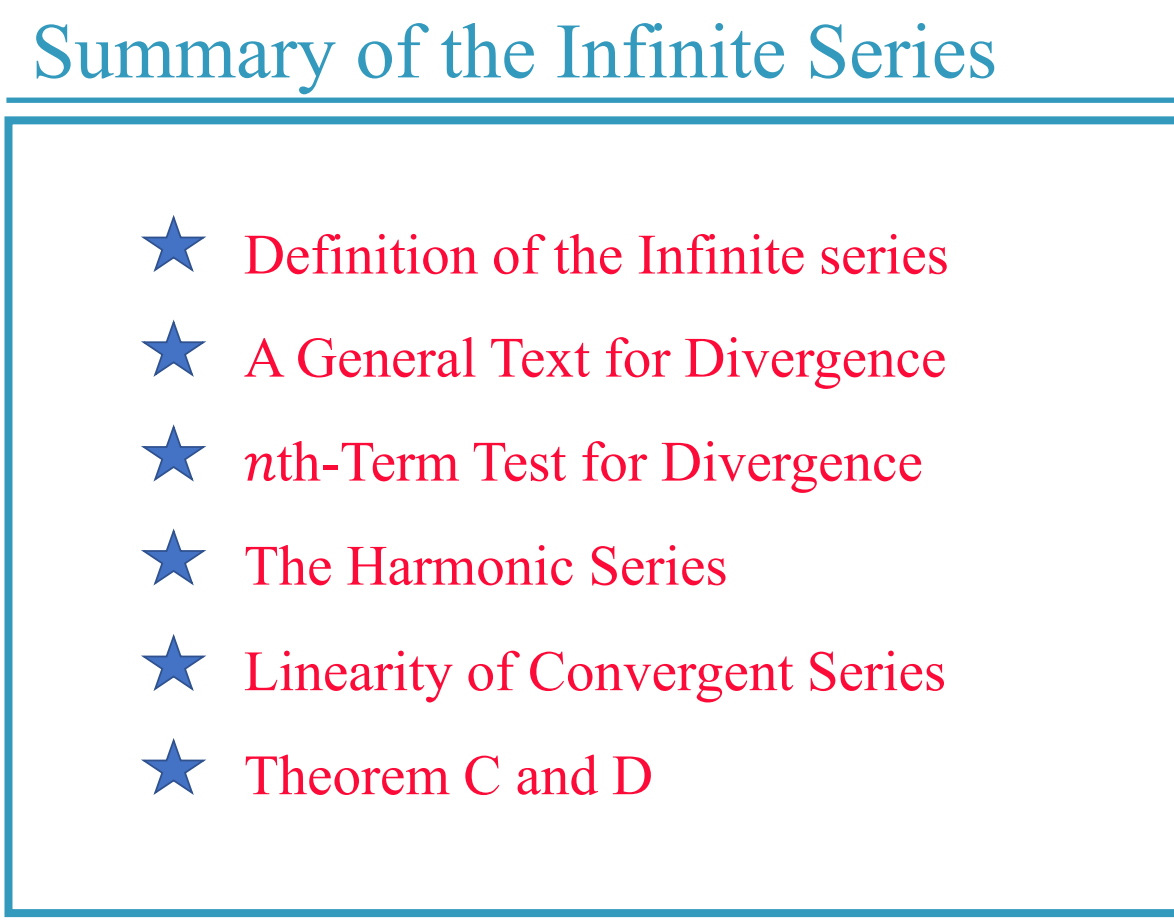 Summary of the Infinite Series
Definition of the Infinite series
A General Text for Divergence
nth-Term Test for Divergence
The Harmonic Series
Linearity of Convergent Series
Theorem C and D